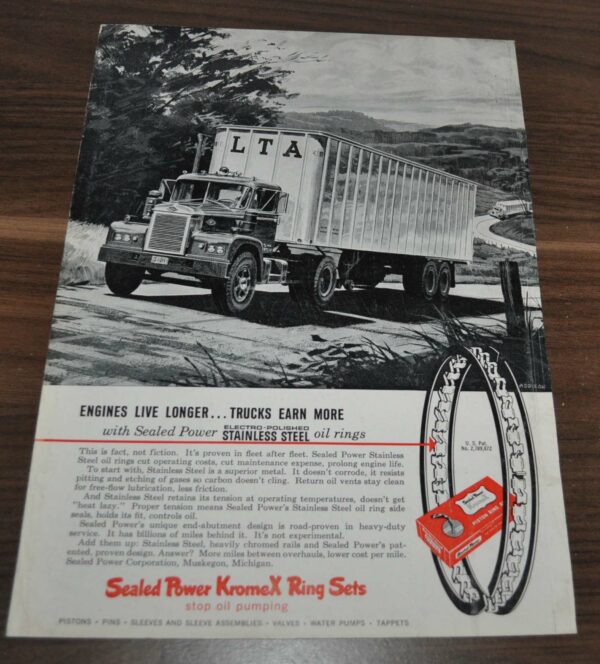 LTA
ADDISON
ENGINES LIVE LONGER... TRUCKS EARN MORE
with Sealed Power ELECTRO-POLISHED STAINLESS STEEL oil rings
U. S. Pat.
No. 2,789,872
This is fact, not fiction. It's proven in fleet after fleet. Sealed Power Stainless
Steel oil rings cut operating costs, cut maintenance expense, prolong engine life.
To start with, Stainless Steel is a superior metal. It doesn't corrode, it resists
pitting and etching of gases so carbon doesn't cling. Return oil vents stay clean
for free-flow lubrication, less friction.
And Stainless Steel retains its tension at operating temperatures, doesn't get
"heat lazy." Proper tension means Sealed Power's Stainless Steel oil ring side
seals, holds its fit, controls oil.
Sealed Power's unique end-abutment design is road-proven in heavy-duty
service. It has billions of miles behind it. It's not experimental.
Add them up: Stainless Steel, heavily chromed rails and Sealed Power's pat-
ented, proven design. Answer? More miles between overhauls, lower cost per mile.
Sealed Power Corporation, Muskegon, Michigan.
PISTON RING
Sealed Power KromeX Ring Sets
stop oil pumping
PISTONS • PINS • SLEEVES AND SLEEVE ASSEMBLIES • VALVES • WATER PUMPS • TAPPETS